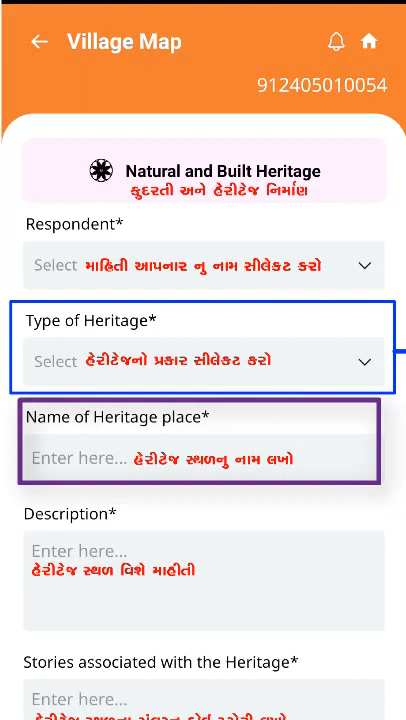 Village Map
912405010054
Natural and Built Heritage
કુદરતી અને હેરીટેજ નિર્માણ
Respondent*
Select માહિતી આપનાર નુ નામ સીલેકટ કરો
Type of Heritage*
Select હેરીટેજનો પ્રકાર સીલેકટ કરો
Name of Heritage place*
Enter here... હેરીટેજ સ્થળનુ નામ લખો
Description*
Enter here...
હેરીટેજ સ્થળ વિશે માહીતી
Stories associated with the Heritage*
Enter here...